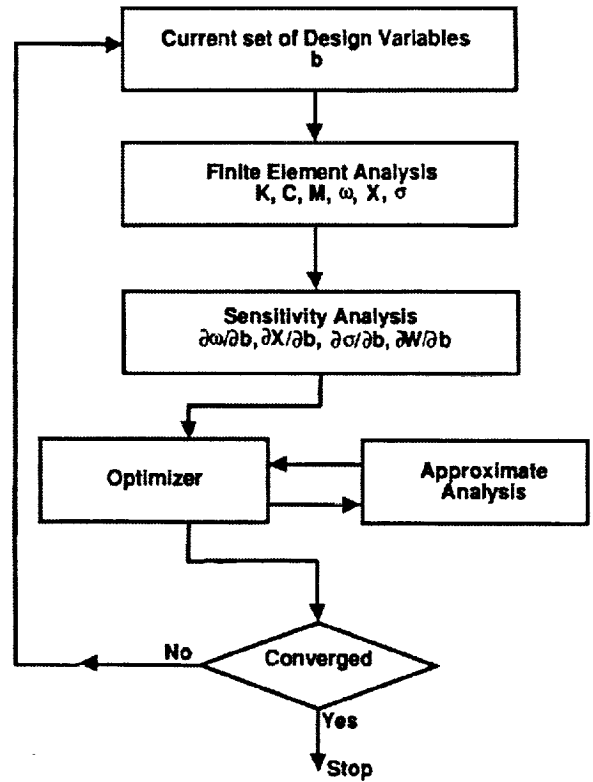 Current set of Design Variables
b
Finite Element Analysis
K, C, M, ω, X, σ
Sensitivity Analysis
∂ω/∂b, ∂X/∂b, ∂σ/∂b, ∂W/∂b
Optimizer
Approximate
Analysis
Converged
No
Yes
Stop